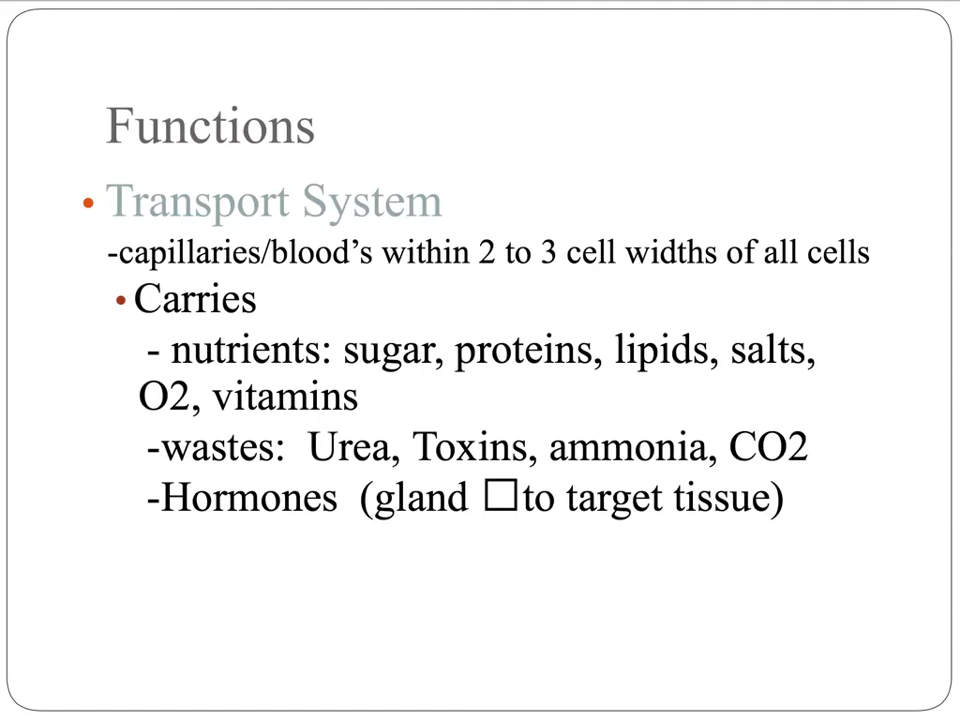 Functions
• Transport System
-capillaries/blood’s within 2 to 3 cell widths of all cells
• Carries
- nutrients: sugar, proteins, lipids, salts,
O2, vitamins
-wastes:  Urea, Toxins, ammonia, CO2
-Hormones  (gland □to target tissue)